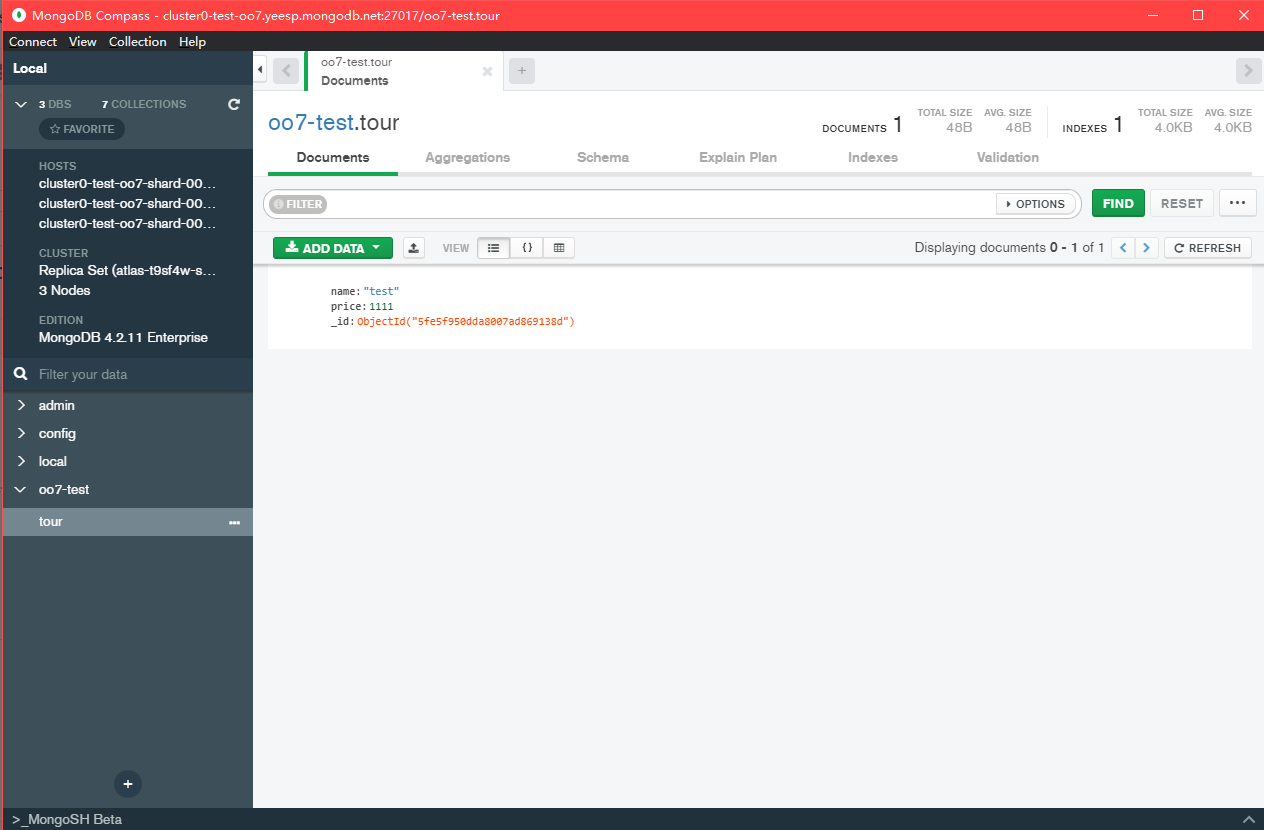 MongoDB Compass - cluster0-test-oo7.yeesp.mongodb.net:27017/oo7-test.tour
Connect View Collection Help
Local
3 DBS 7 COLLECTIONS
FAVORITE
HOSTS
cluster0-test-oo7-shard-00...
cluster0-test-oo7-shard-00...
cluster0-test-oo7-shard-00...
CLUSTER
Replica Set (atlas-t9sf4w-s...
3 Nodes
EDITION
MongoDB 4.2.11 Enterprise
Filter your data
admin
config
local
oo7-test
tour
>_MongoSH Beta
oo7-test.tour
Documents
oo7-test.tour
DOCUMENTS 1 TOTAL SIZE 48B AVG. SIZE 48B INDEXES 1 TOTAL SIZE 4.0KB AVG. SIZE 4.0KB
Documents Aggregations Schema Explain Plan Indexes Validation
FILTER OPTIONS FIND RESET
ADD DATA VIEW {} Displaying documents 0 - 1 of 1 REFRESH
name: "test"
price: 1111
_id: ObjectId("5fe5f950dda8007ad869138d")